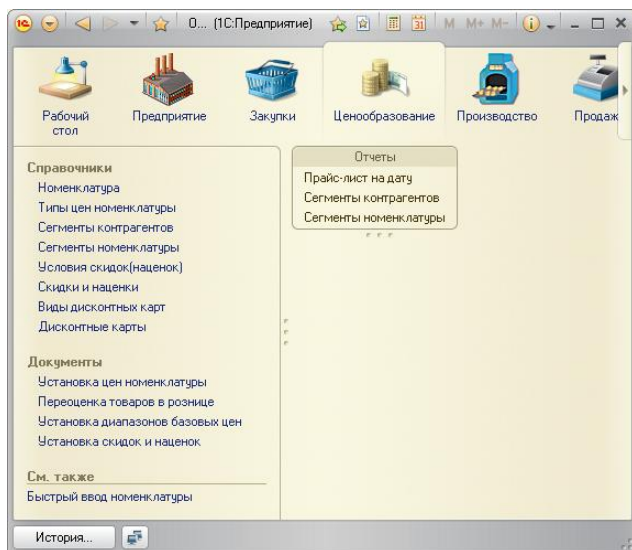 О... (1С:Предприятие)
M M+ M-
Рабочий
стол
Предприятие
Закупки
Ценообразование
Производство
Продаж
Справочники
Номенклатура
Типы цен номенклатуры
Сегменты контрагентов
Сегменты номенклатуры
Условия скидок(наценок)
Скидки и наценки
Виды дисконтных карт
Дисконтные карты
Документы
Установка цен номенклатуры
Переоценка товаров в рознице
Установка диапазонов базовых цен
Установка скидок и наценок
См. также
Быстрый ввод номенклатуры
Отчеты
Прайс-лист на дату
Сегменты контрагентов
Сегменты номенклатуры
История...